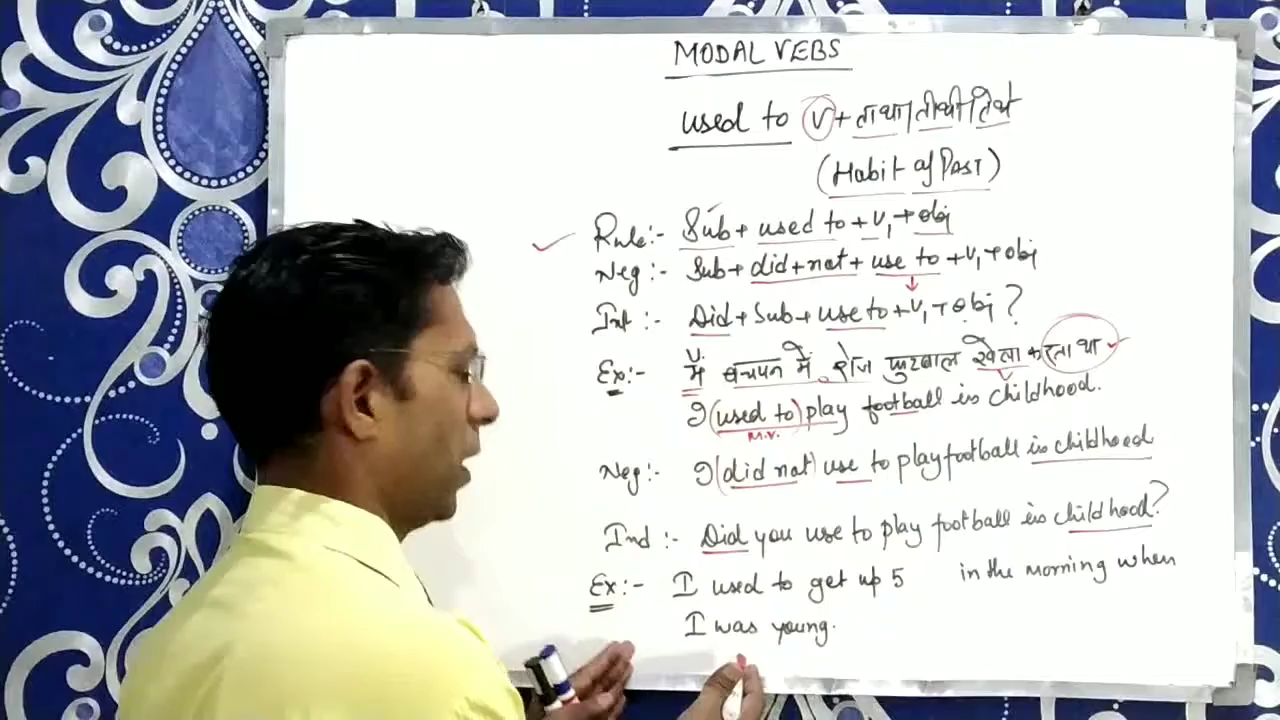 MODAL VEBS
used to V + ता था/ती थी/ते थे
(Habit of PAST)
Rule:- Sub + used to + V1 + obj
Neg:- Sub + did + not + use to + V1 + obj
Int:- Did + Sub + use to + V1 + obj?
Ex:- मैं बचपन में रोज फुटबाल खेला करता था
I (used to) play football is childhood.
M.V.
Neg:- I (did not) use to play football is childhood
Ind:- Did you use to play football is childhood?
Ex:- I used to get up 5 in the morning when
I was young.